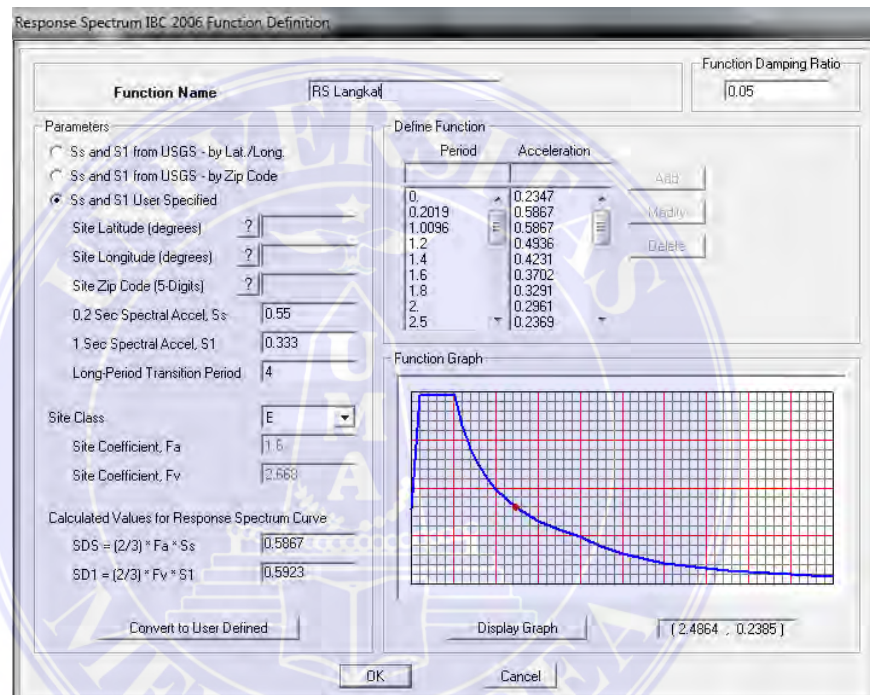 Response Spectrum IBC 2006 Function Definition
Function Name
RS Langkat
Function Damping Ratio
0.05
Parameters
Ss and S1 from USGS - by Lat./Long.
Ss and S1 from USGS - by Zip Code
Ss and S1 User Specified
Site Latitude (degrees)
?
Site Longitude (degrees)
?
Site Zip Code (5-Digits)
?
0.2 Sec Spectral Accel, Ss
0.55
1 Sec Spectral Accel, S1
0.333
Long-Period Transition Period
4
Site Class
E
Site Coefficient, Fa
1.6
Site Coefficient, Fv
2.668
Calculated Values for Response Spectrum Curve
SDS = (2/3) * Fa * Ss
0.5867
SD1 = (2/3) * Fv * S1
0.5923
Convert to User Defined
Define Function
Period Acceleration
0. 0.2347
0.2019 0.5867
1.0096 0.5867
1.2 0.4936
1.4 0.4231
1.6 0.3702
1.8 0.3291
2. 0.2961
2.5 0.2369
Add
Modify
Delete
Function Graph
Display Graph
(2.4864 , 0.2385)
OK
Cancel
UMA